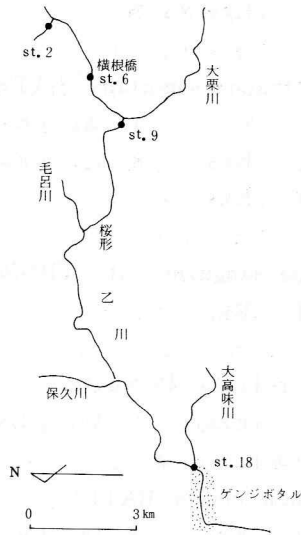 st. 2
横根橋
st. 6
大栗川
st. 9
毛呂川
桜形
乙川
保久川
大高味川
st. 18
ゲンジボタル
N
0 3 km